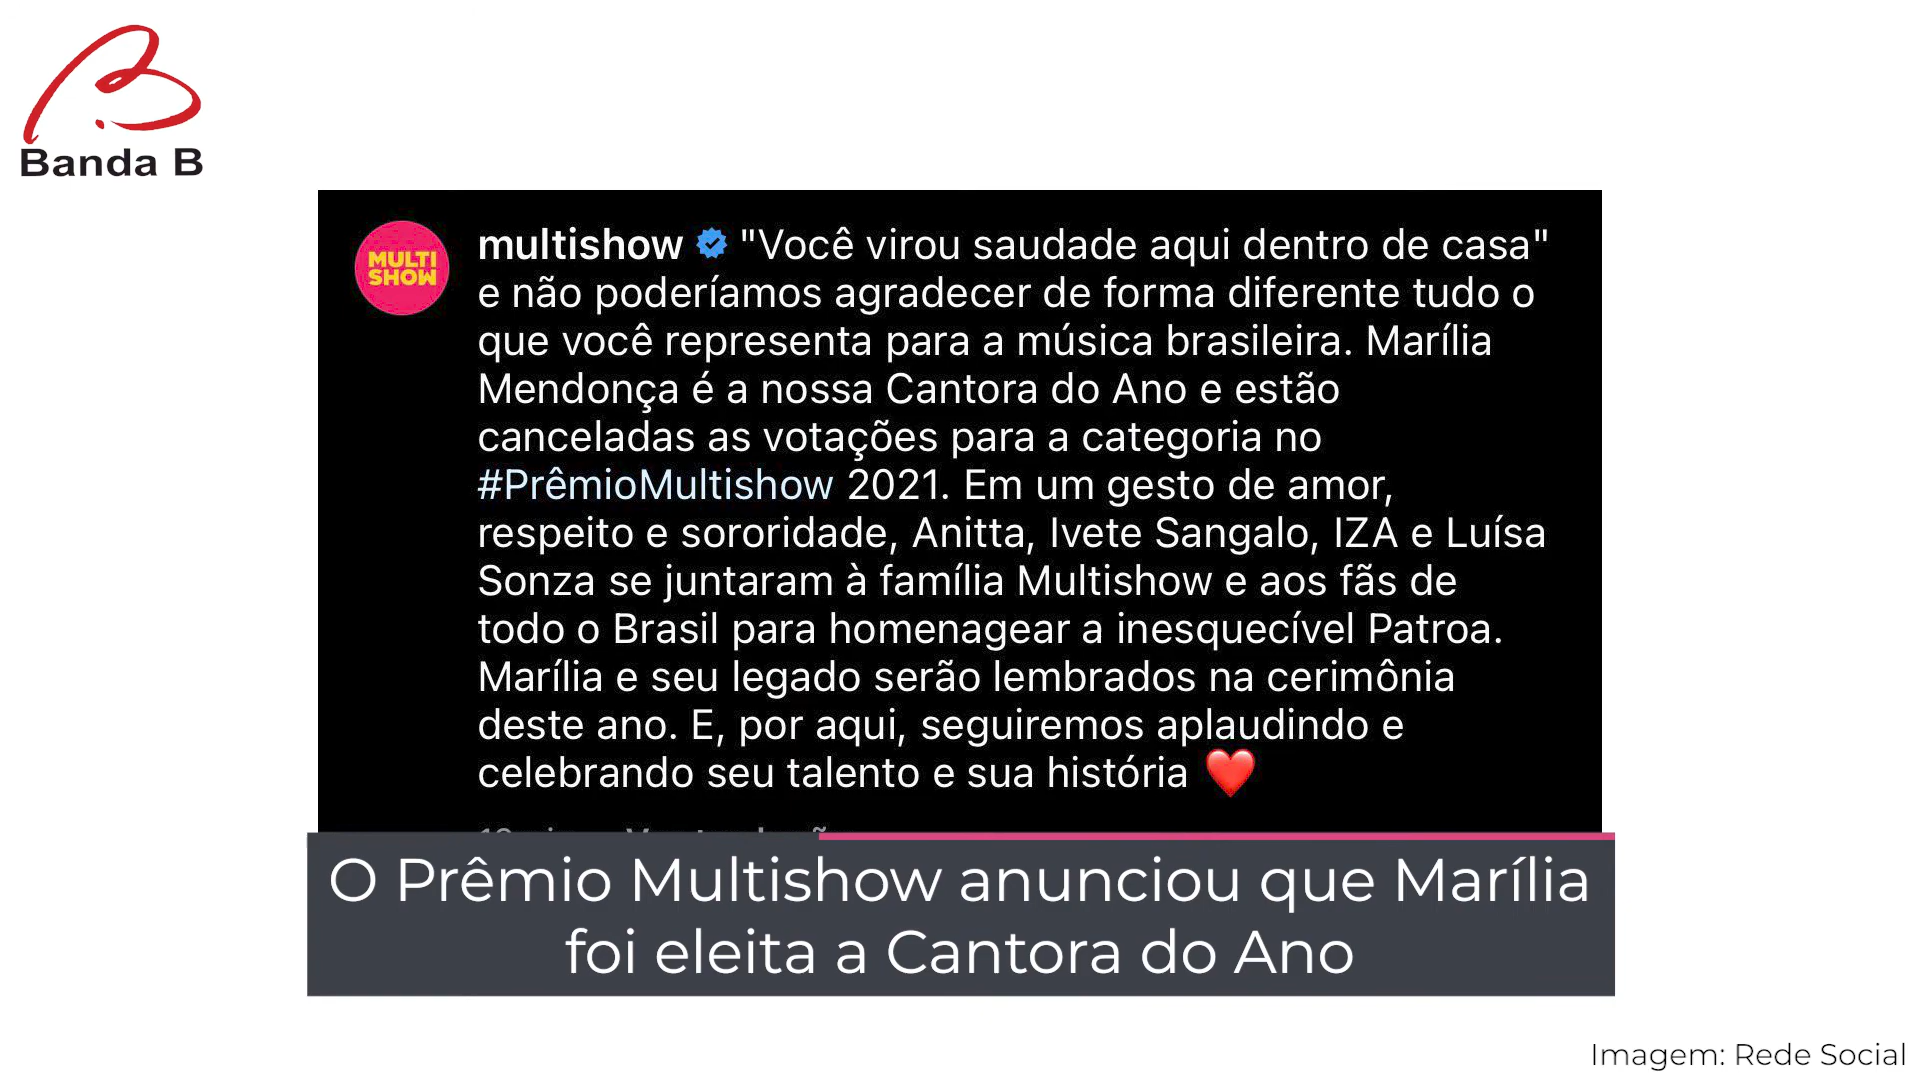 Banda B
MULTI
SHOW
multishow "Você virou saudade aqui dentro de casa"
e não poderíamos agradecer de forma diferente tudo o
que você representa para a música brasileira. Marília
Mendonça é a nossa Cantora do Ano e estão
canceladas as votações para a categoria no
#PrêmioMultishow 2021. Em um gesto de amor,
respeito e sororidade, Anitta, Ivete Sangalo, IZA e Luísa
Sonza se juntaram à família Multishow e aos fãs de
todo o Brasil para homenagear a inesquecível Patroa.
Marília e seu legado serão lembrados na cerimônia
deste ano. E, por aqui, seguiremos aplaudindo e
celebrando seu talento e sua história ❤️
O Prêmio Multishow anunciou que Marília
foi eleita a Cantora do Ano
Imagem: Rede Social